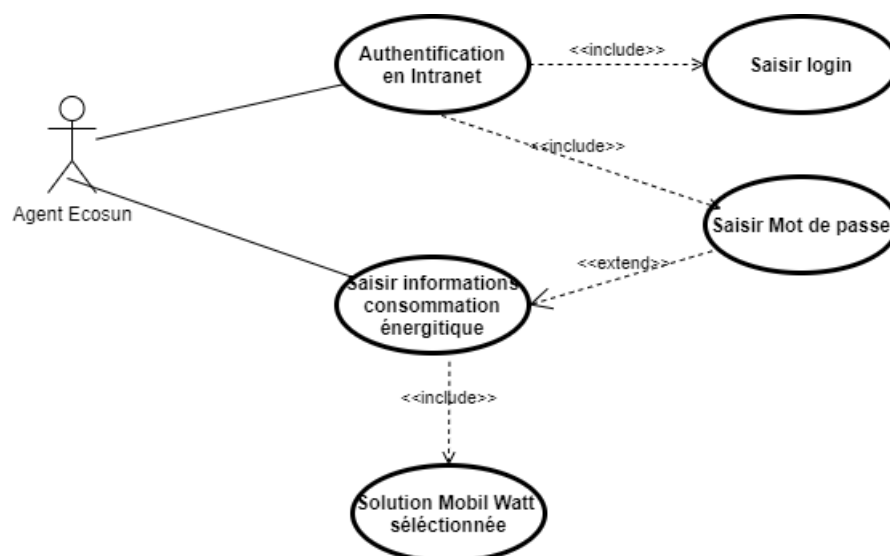 Authentification
en Intranet
<<include>>
Saisir login
Agent Ecosun
<<include>>
Saisir Mot de passe
<<extend>>
Saisir informations
consommation
énergitique
<<include>>
Solution Mobil Watt
séléctionnée